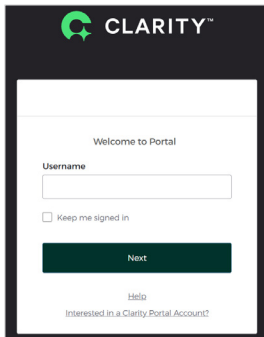 CLARITY™
Welcome to Portal
Username
Keep me signed in
Next
Help
Interested in a Clarity Portal Account?